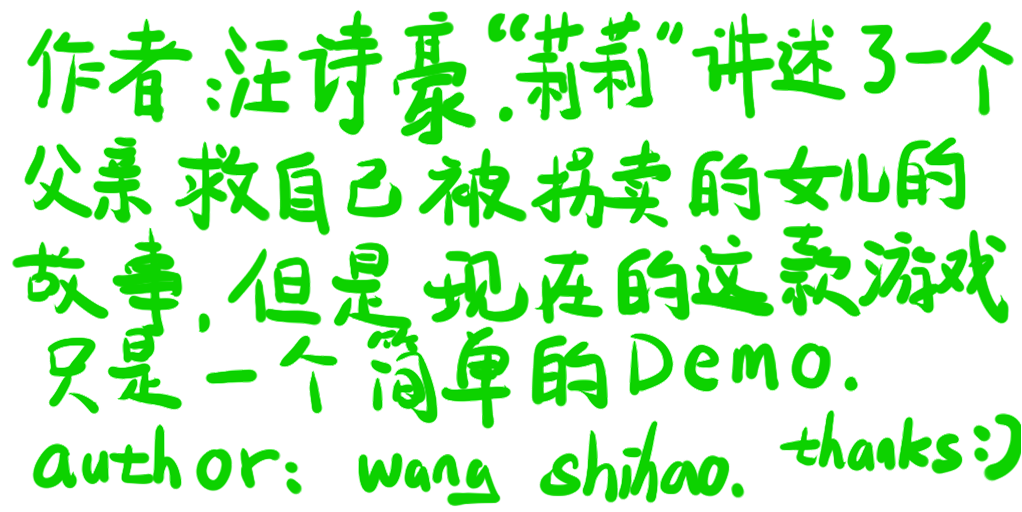 作者:汪诗豪.“莉莉”讲述了一个
父亲救自己被拐卖的女儿的
故事,但是现在的这款游戏
只是一个简单的Demo.
author: wang shihao. thanks:)